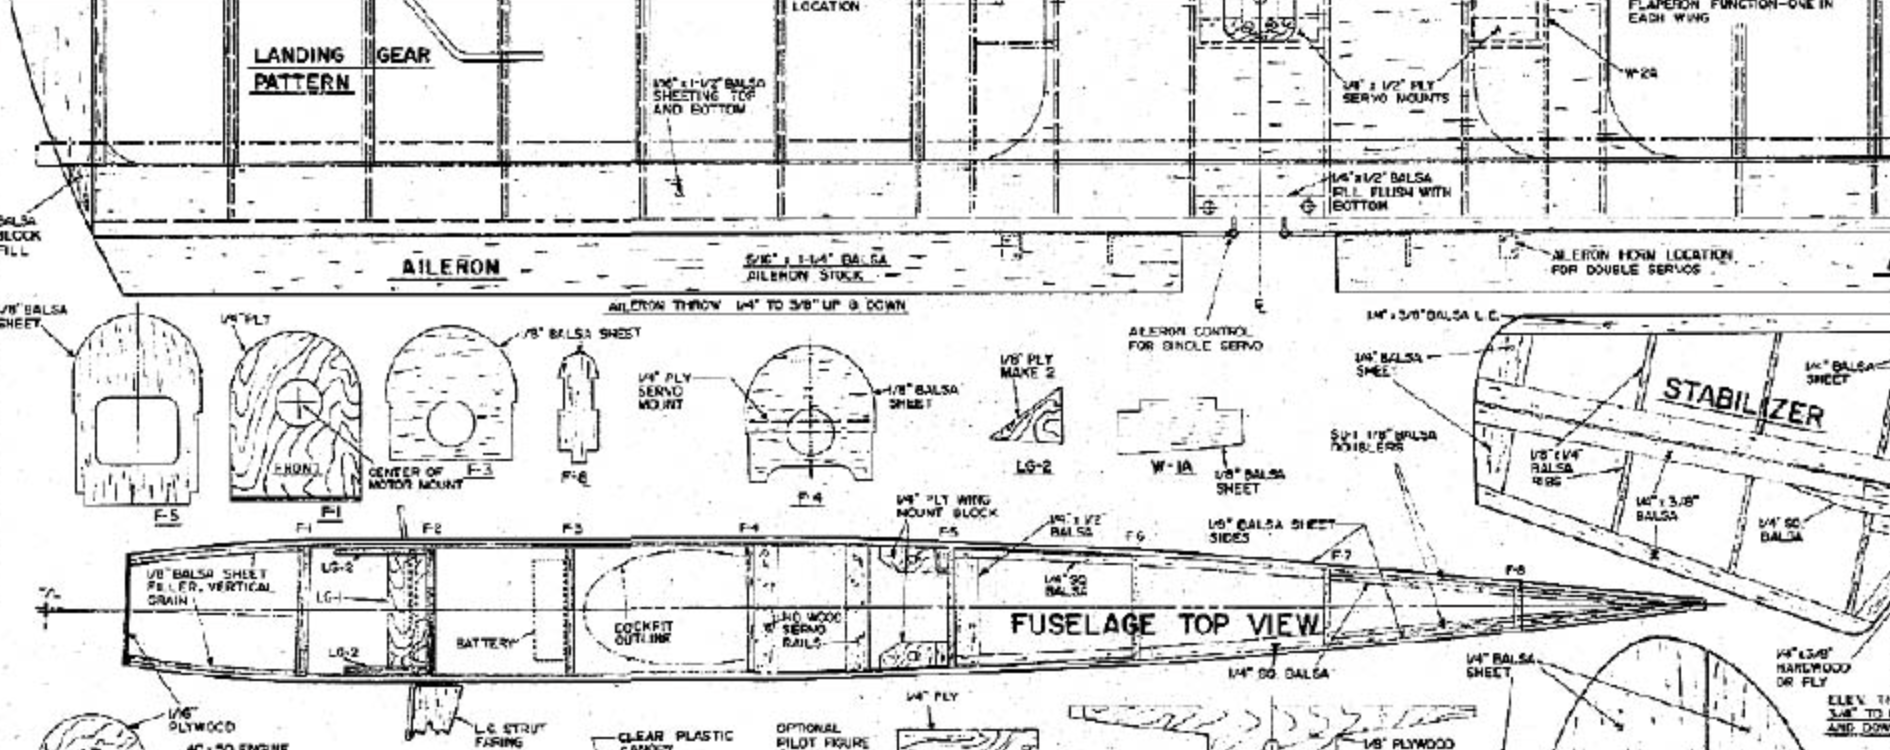 LOCATION
FLAPERON FUNCTION-ONE IN
EACH WING
LANDING GEAR
PATTERN
1/16" x 1-1/2" BALSA
SHEETING TOP
AND BOTTOM
1/4" x 1/2" PLY
SERVO MOUNTS
W-2A
1/4" x 1/2" BALSA
FILL FLUSH WITH
BOTTOM
BALSA
BLOCK
FILL
AILERON
5/16" x 1-1/4" BALSA
AILERON STOCK
AILERON HORN LOCATION
FOR DOUBLE SERVOS
AILERON THROW 1/4" TO 3/8" UP & DOWN
1/8" BALSA
SHEET
F-5
1/4" PLY
FRONT
F-1
CENTER OF
MOTOR MOUNT
1/8" BALSA SHEET
F-3
F-8
1/4" PLY
SERVO
MOUNT
1/8" BALSA
SHEET
F-4
1/8" PLY
MAKE 2
LG-2
W-1A
1/8" BALSA
SHEET
AILERON CONTROL
FOR SINGLE SERVO
1/4" x 3/8" BALSA L.E.
1/4" BALSA
SHEET
STABILIZER
1/4" BALSA
SHEET
1/8" BALSA
DOUBLERS
1/8" x 1/4"
BALSA
RIBS
1/4" x 3/8"
BALSA
1/4" SQ.
BALSA
F-1
F-2
F-3
F-4
1/4" PLY WING
MOUNT BLOCK
F-5
1/4" x 1/2
BALSA
F-6
1/8" BALSA SHEET
SIDES
F-7
F-8
1/8" BALSA SHEET
FILLER, VERTICAL
GRAIN
LG-2
LG-1
LG-2
BATTERY
COCKPIT
OUTLINE
HD WOOD
SERVO
RAILS
1/4" SQ
BALSA
FUSELAGE TOP VIEW
1/4" SQ. BALSA
1/4" BALSA
SHEET
1/4" x 3/8"
HARDWOOD
OR PLY
1/16"
PLYWOOD
L.G. STRUT
FAIRING
CLEAR PLASTIC
CANOPY
OPTIONAL
PILOT FIGURE
1/4" PLY
1/8" PLYWOOD
3/8" TO
AND DOWN